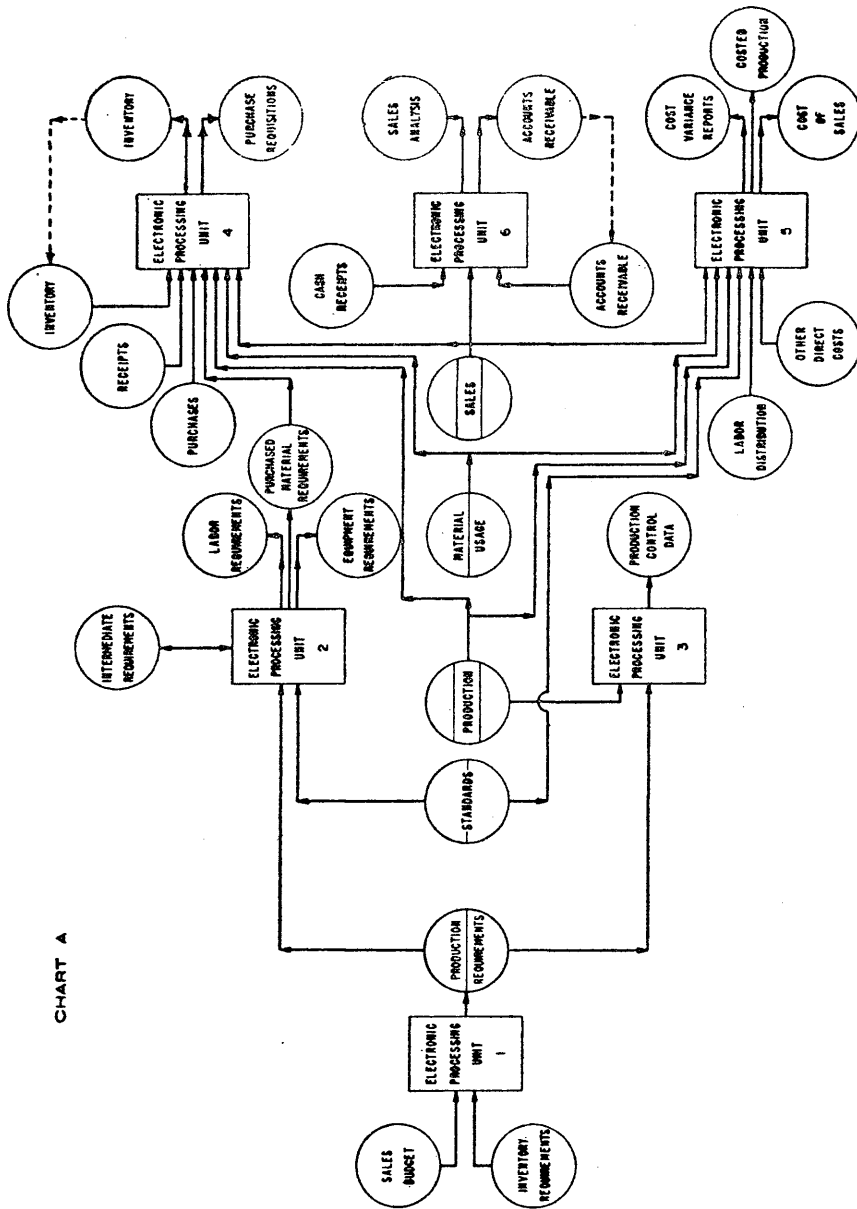 CHART A
SALES
BUDGET
INVENTORY
REQUIREMENTS
ELECTRONIC
PROCESSING
UNIT
1
PRODUCTION
REQUIREMENTS
STANDARDS
INTERMEDIATE
REQUIREMENTS
ELECTRONIC
PROCESSING
UNIT
2
LABOR
REQUIREMENTS
PURCHASED
MATERIAL
REQUIREMENTS
EQUIPMENT
REQUIREMENTS
PRODUCTION
ELECTRONIC
PROCESSING
UNIT
3
PRODUCTION
CONTROL
DATA
MATERIAL
USAGE
SALES
INVENTORY
RECEIPTS
PURCHASES
ELECTRONIC
PROCESSING
UNIT
4
INVENTORY
PURCHASE
REQUISITIONS
CASH
RECEIPTS
ACCOUNTS
RECEIVABLE
ELECTRONIC
PROCESSING
UNIT
6
SALES
ANALYSIS
ACCOUNTS
RECEIVABLE
LABOR
DISTRIBUTION
OTHER
DIRECT
COSTS
ELECTRONIC
PROCESSING
UNIT
5
COST
VARIANCE
REPORTS
COSTED
PRODUCTION
COST
OF
SALES